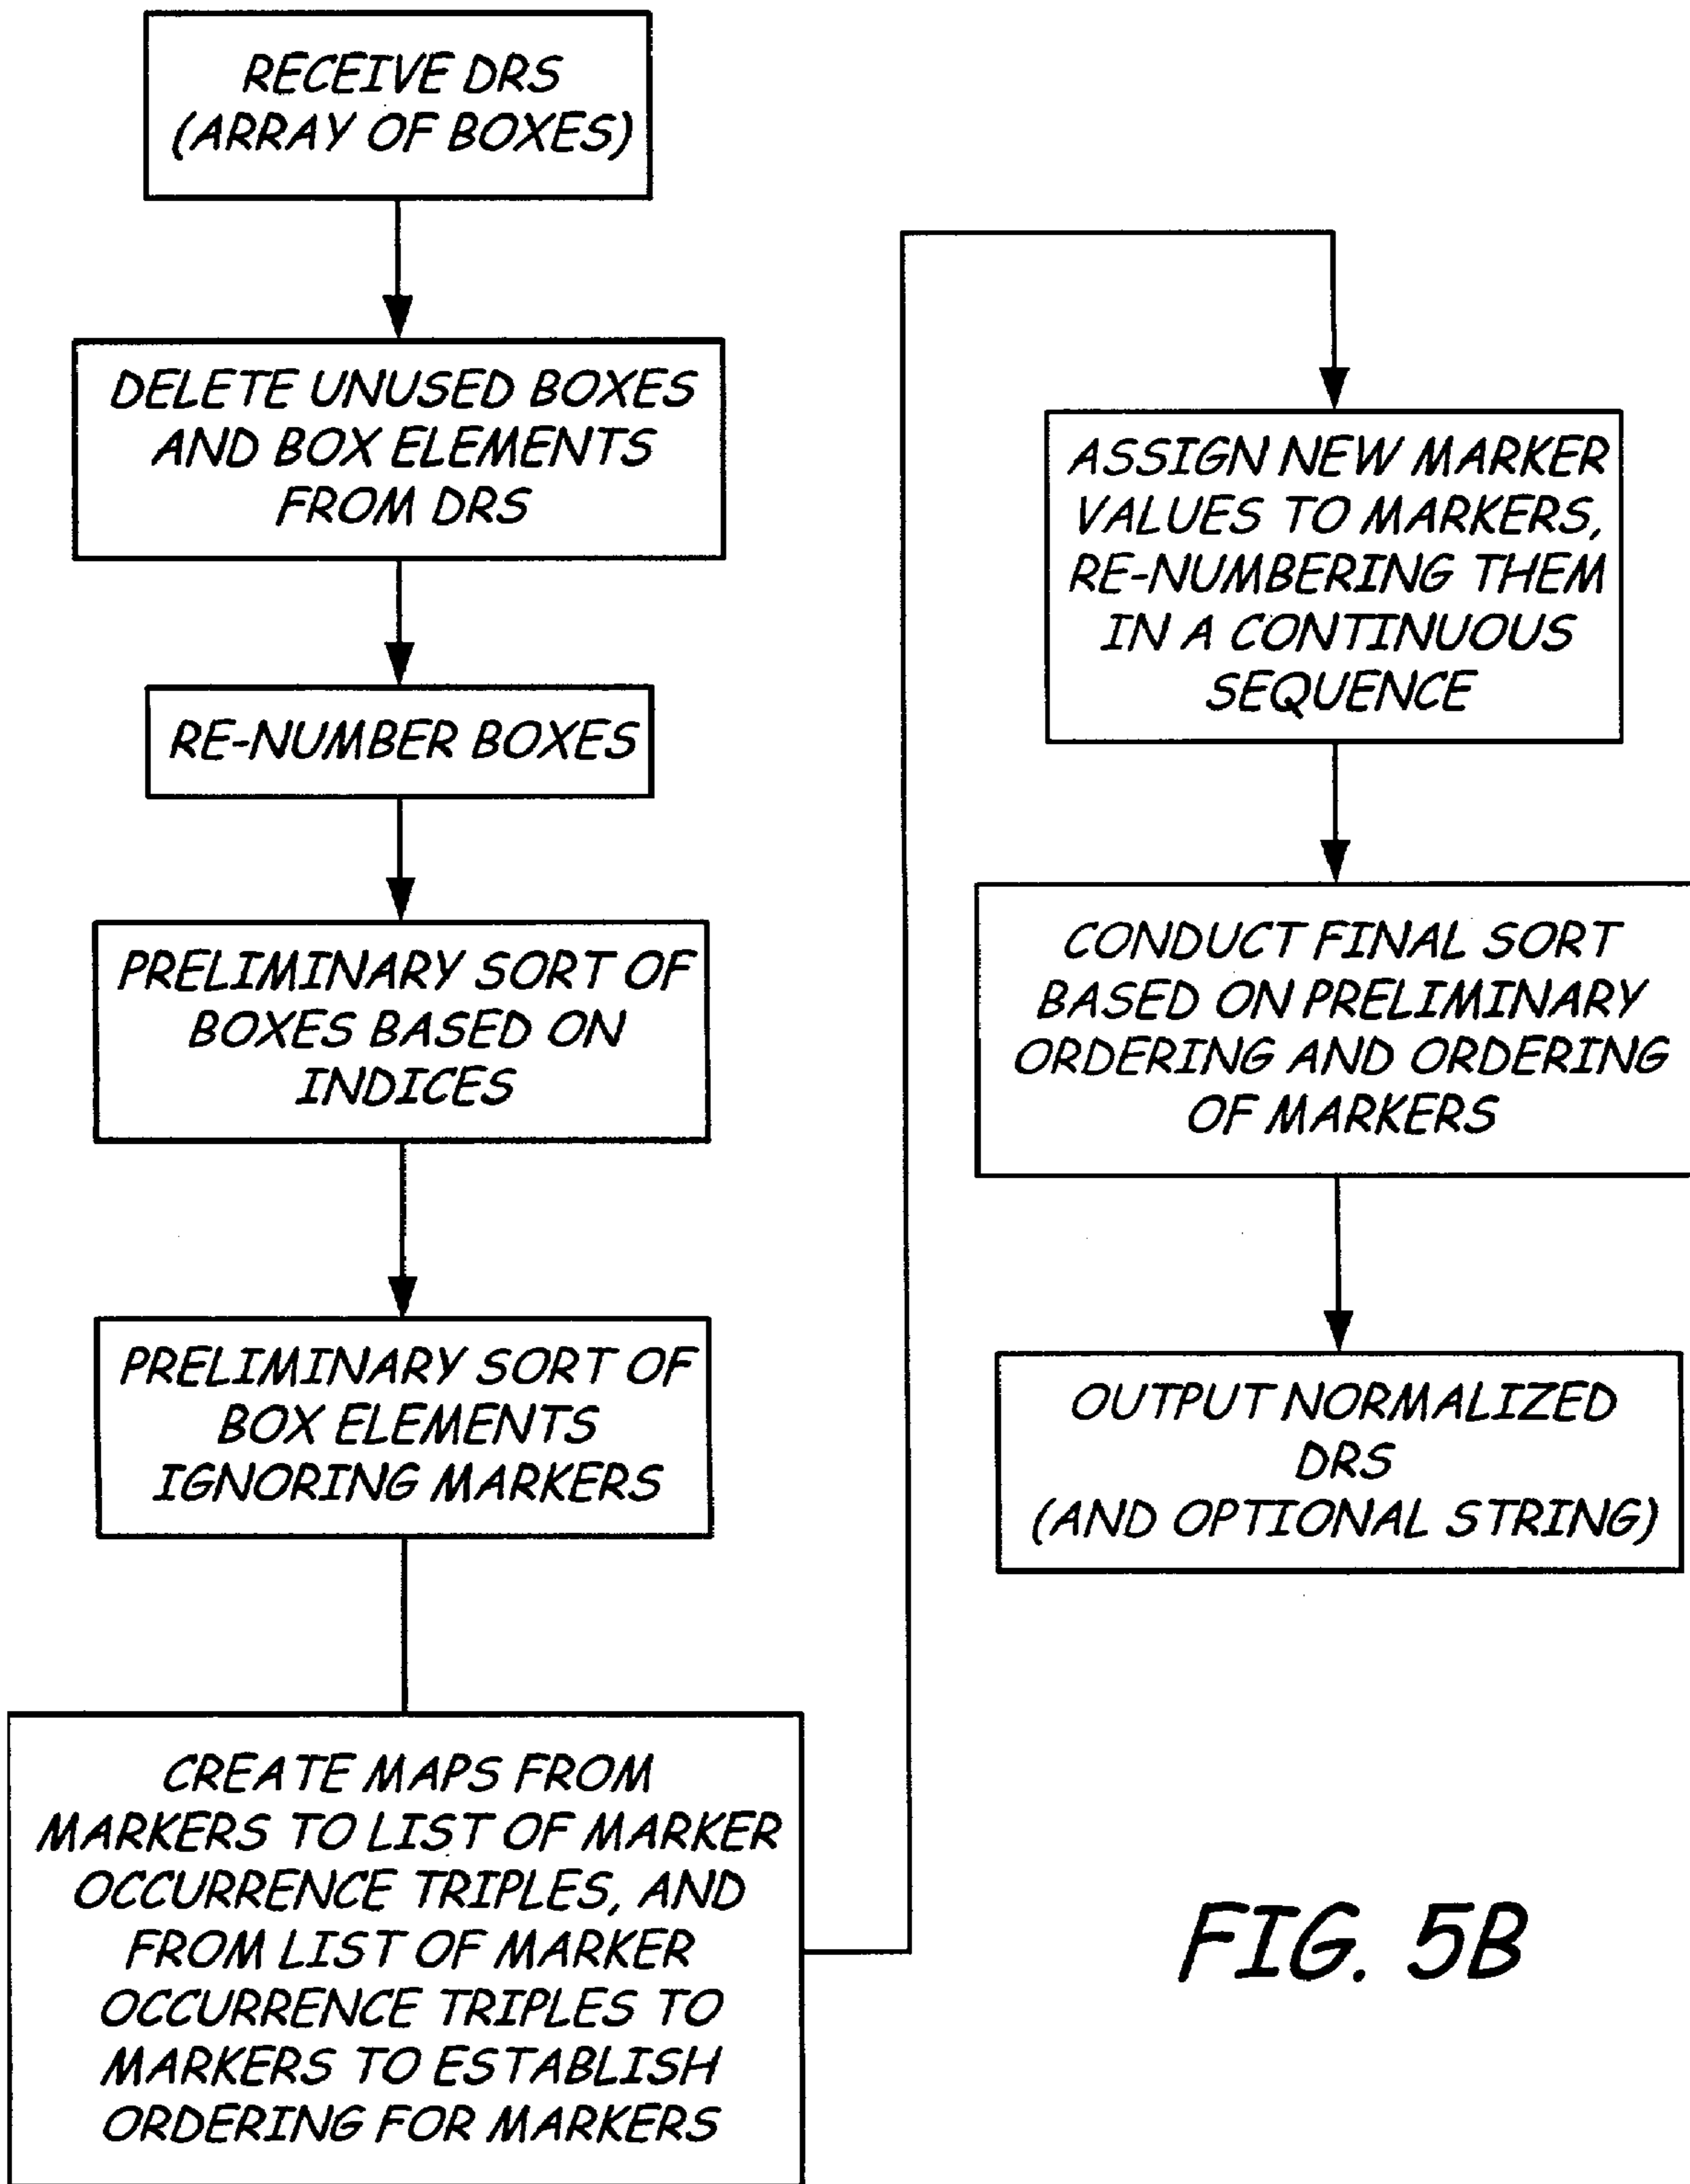 RECEIVE DRS
(ARRAY OF BOXES)
DELETE UNUSED BOXES
AND BOX ELEMENTS
FROM DRS
RE-NUMBER BOXES
PRELIMINARY SORT OF
BOXES BASED ON
INDICES
PRELIMINARY SORT OF
BOX ELEMENTS
IGNORING MARKERS
CREATE MAPS FROM
MARKERS TO LIST OF MARKER
OCCURRENCE TRIPLES, AND
FROM LIST OF MARKER
OCCURRENCE TRIPLES TO
MARKERS TO ESTABLISH
ORDERING FOR MARKERS
ASSIGN NEW MARKER
VALUES TO MARKERS,
RE-NUMBERING THEM
IN A CONTINUOUS
SEQUENCE
CONDUCT FINAL SORT
BASED ON PRELIMINARY
ORDERING AND ORDERING
OF MARKERS
OUTPUT NORMALIZED
DRS
(AND OPTIONAL STRING)
FIG. 5B